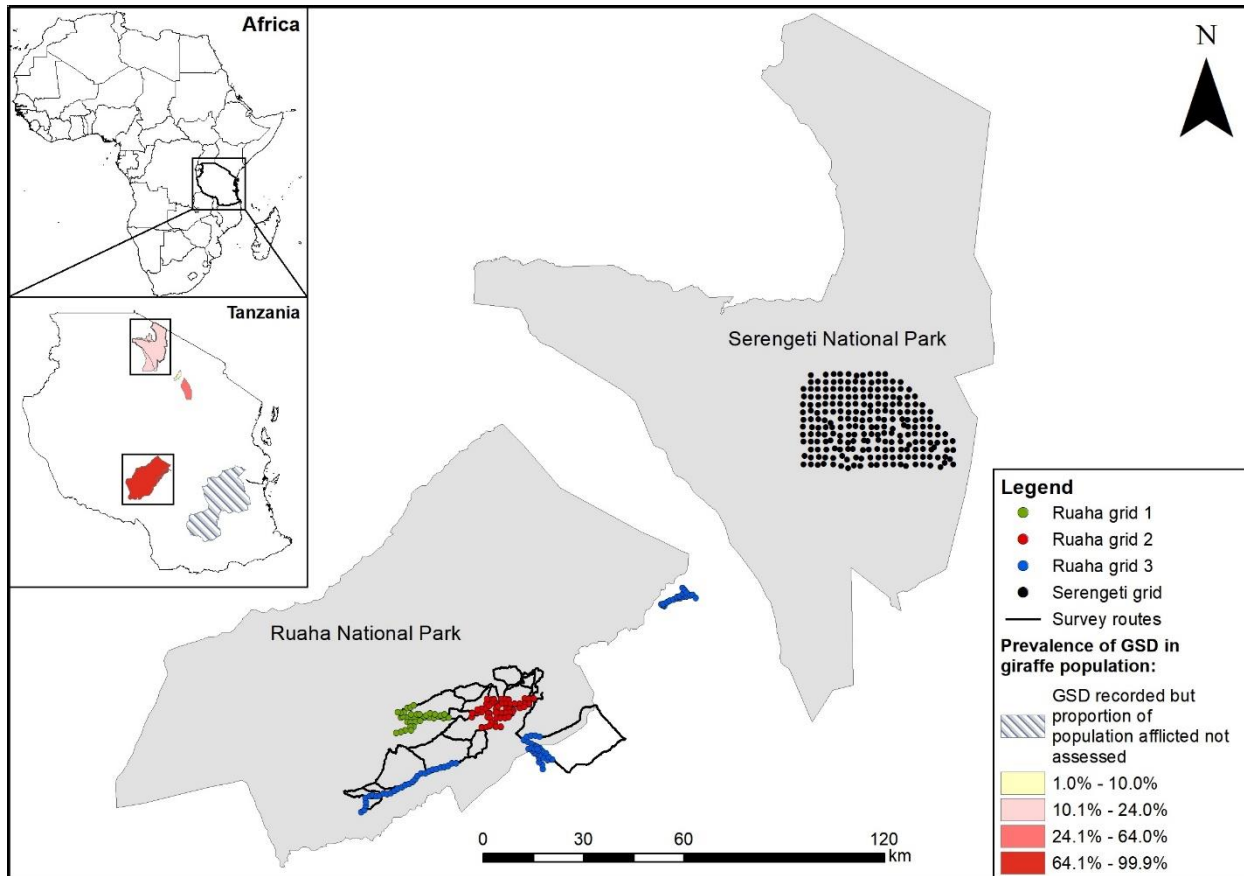 Africa
N
Tanzania
Serengeti National Park
Ruaha National Park
Legend
Ruaha grid 1
Ruaha grid 2
Ruaha grid 3
Serengeti grid
Survey routes
Prevalence of GSD in
giraffe population:
GSD recorded but
proportion of
population afflicted not
assessed
1.0% - 10.0%
10.1% - 24.0%
24.1% - 64.0%
64.1% - 99.9%
0 30 60 120
km